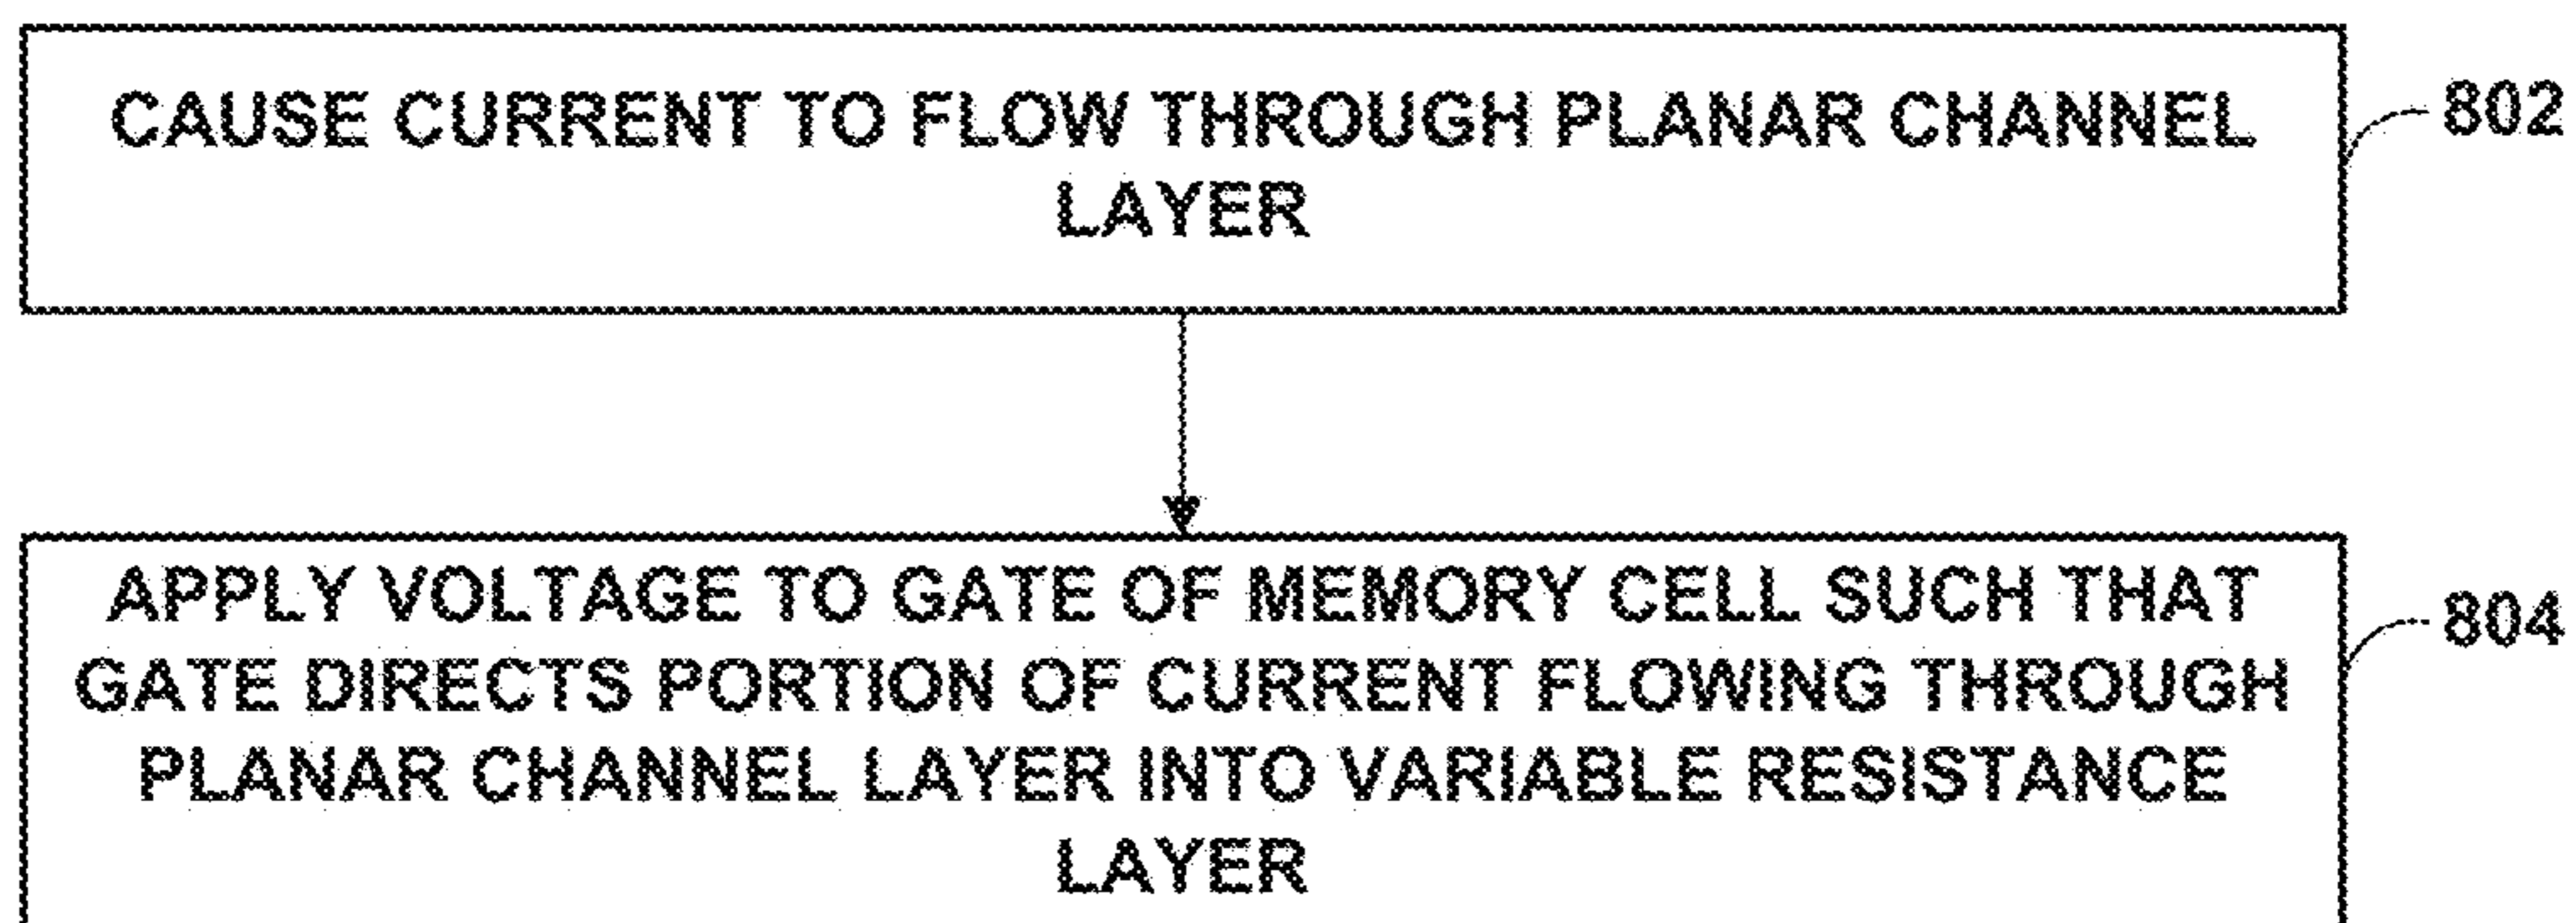 CAUSE CURRENT TO FLOW THROUGH PLANAR CHANNEL
LAYER
802
APPLY VOLTAGE TO GATE OF MEMORY CELL SUCH THAT
GATE DIRECTS PORTION OF CURRENT FLOWING THROUGH
PLANAR CHANNEL LAYER INTO VARIABLE RESISTANCE
LAYER
804